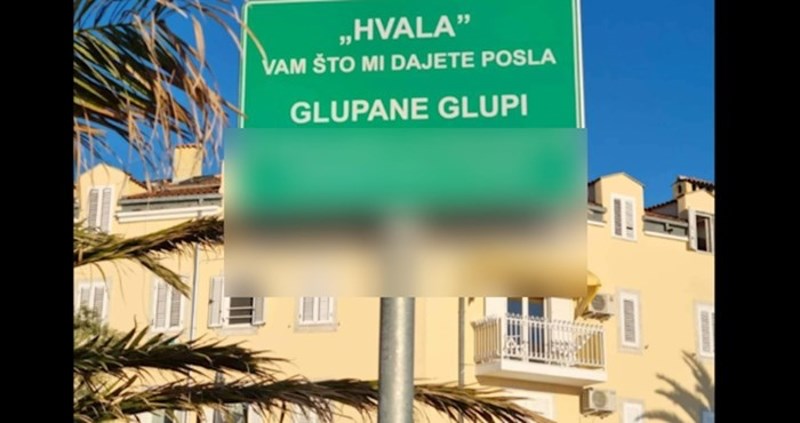 „HVALA”
VAM ŠTO MI DAJETE POSLA
GLUPANE GLUPI